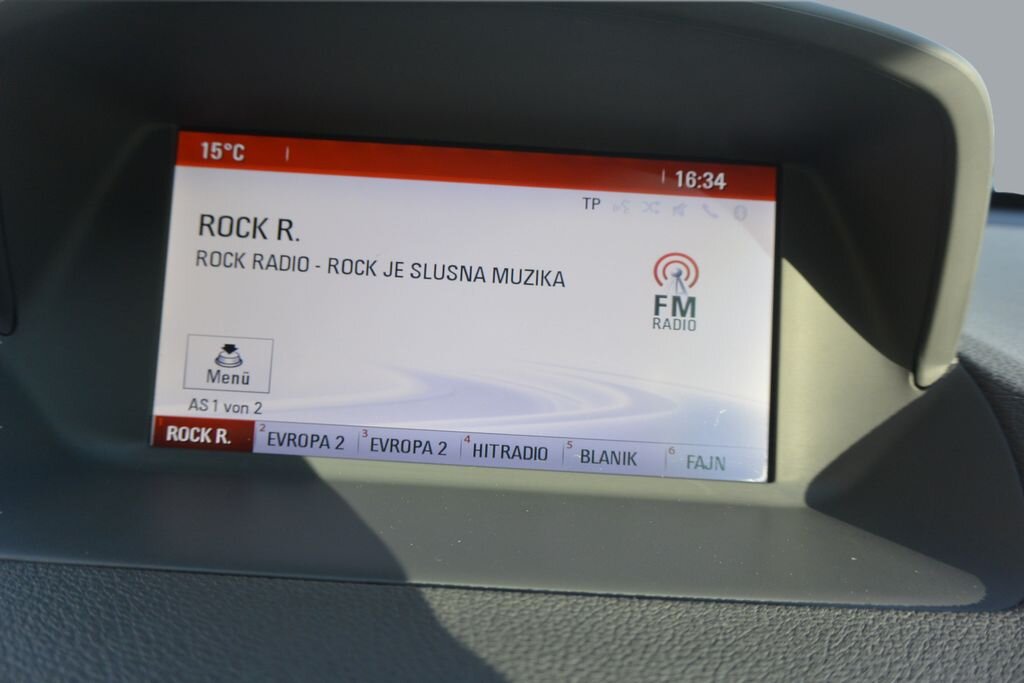 15°C
16:34
TP
ROCK R.
ROCK RADIO - ROCK JE SLUSNA MUZIKA
FM
RADIO
Menü
AS 1 von 2
ROCK R.
2 EVROPA 2
3 EVROPA 2
4 HITRADIO
5 BLANIK
6 FAJN